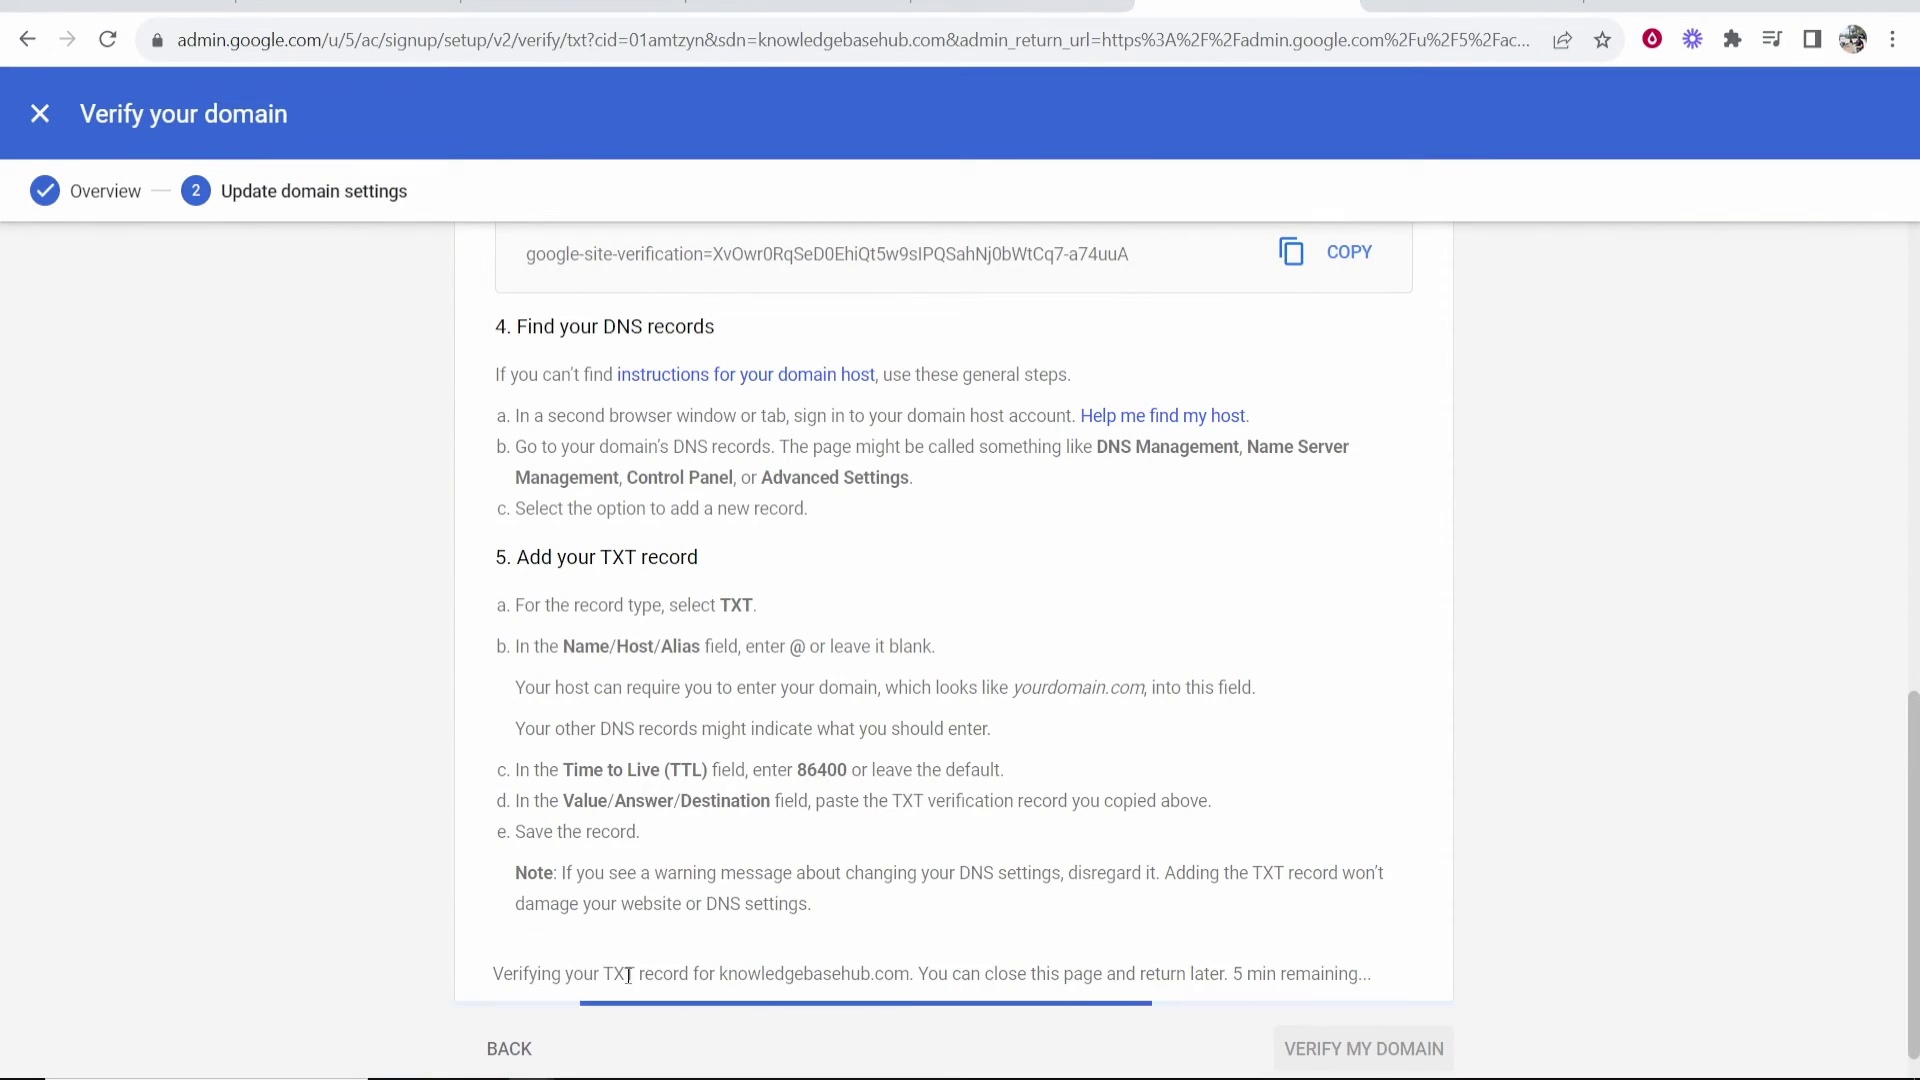 admin.google.com/u/5/ac/signup/setup/v2/verify/txt?cid=01amtzyn&sdn=knowledgebasehub.com&admin_return_url=https%3A%2F%2Fadmin.google.com%2Fu%2F5%2Fac...
Verify your domain
Overview
2 Update domain settings
google-site-verification=XvOwr0RqSeD0EhiQt5w9sIPQSahNj0bWtCq7-a74uuA
COPY
4. Find your DNS records
If you can't find instructions for your domain host, use these general steps.
a. In a second browser window or tab, sign in to your domain host account. Help me find my host.
b. Go to your domain's DNS records. The page might be called something like DNS Management, Name Server
Management, Control Panel, or Advanced Settings.
c. Select the option to add a new record.
5. Add your TXT record
a. For the record type, select TXT.
b. In the Name/Host/Alias field, enter @ or leave it blank.
Your host can require you to enter your domain, which looks like yourdomain.com, into this field.
Your other DNS records might indicate what you should enter.
c. In the Time to Live (TTL) field, enter 86400 or leave the default.
d. In the Value/Answer/Destination field, paste the TXT verification record you copied above.
e. Save the record.
Note: If you see a warning message about changing your DNS settings, disregard it. Adding the TXT record won't
damage your website or DNS settings.
Verifying your TXT record for knowledgebasehub.com. You can close this page and return later. 5 min remaining...
BACK
VERIFY MY DOMAIN